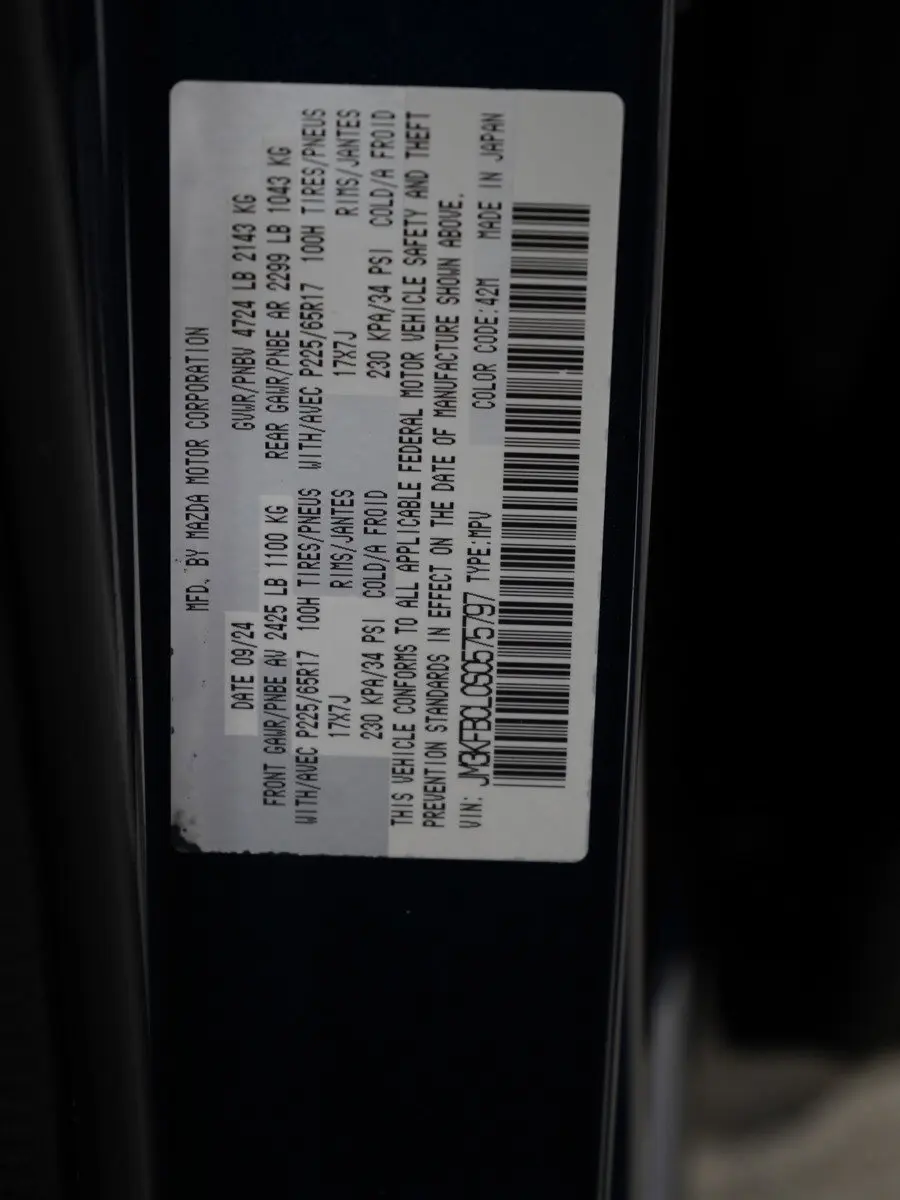 MFD. BY MAZDA MOTOR CORPORATION
DATE 09/24 GVWR/PNBV 4724 LB 2143 KG
FRONT GAWR/PNBE AV 2425 LB 1100 KG REAR GAWR/PNBE AR 2299 LB 1043 KG
WITH/AVEC P225/65R17 100H TIRES/PNEUS WITH/AVEC P225/65R17 100H TIRES/PNEUS
17X7J RIMS/JANTES 17X7J RIMS/JANTES
230 KPA/34 PSI COLD/A FROID 230 KPA/34 PSI COLD/A FROID
THIS VEHICLE CONFORMS TO ALL APPLICABLE FEDERAL MOTOR VEHICLE SAFETY AND THEFT
PREVENTION STANDARDS IN EFFECT ON THE DATE OF MANUFACTURE SHOWN ABOVE.
VIN: JM3KFBCL0S0575797 TYPE:MPV COLOR CODE:42M MADE IN JAPAN